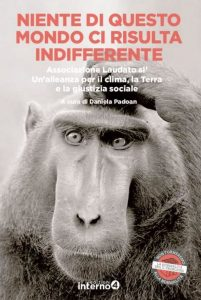 NIENTE DI QUESTO
MONDO CI RISULTA
INDIFFERENTE
Associazione Laudato si'
Un'alleanza per il clima, la Terra
e la giustizia sociale
A cura di Daniela Padoan
interno4